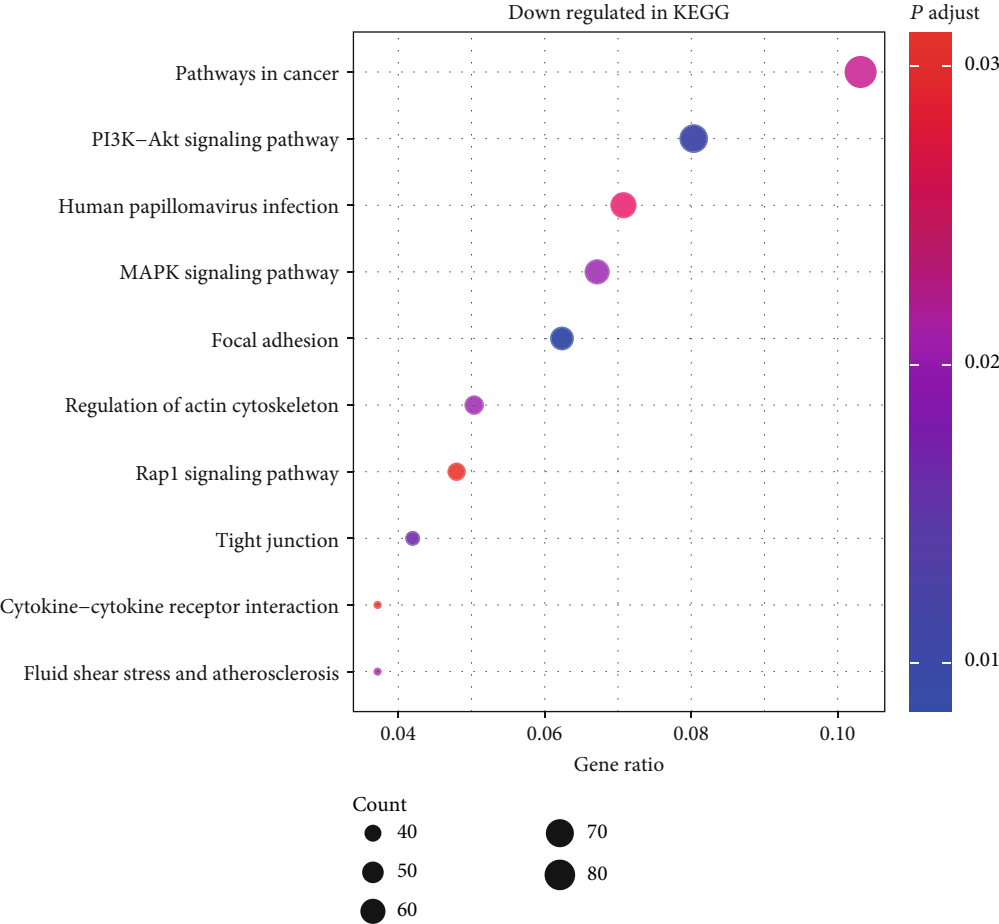 Down regulated in KEGG
P adjust
Pathways in cancer
PI3K−Akt signaling pathway
Human papillomavirus infection
MAPK signaling pathway
Focal adhesion
Regulation of actin cytoskeleton
Rap1 signaling pathway
Tight junction
Cytokine−cytokine receptor interaction
Fluid shear stress and atherosclerosis
0.03
0.02
0.01
0.04 0.06 0.08 0.10
Gene ratio
Count
40 70
50 80
60